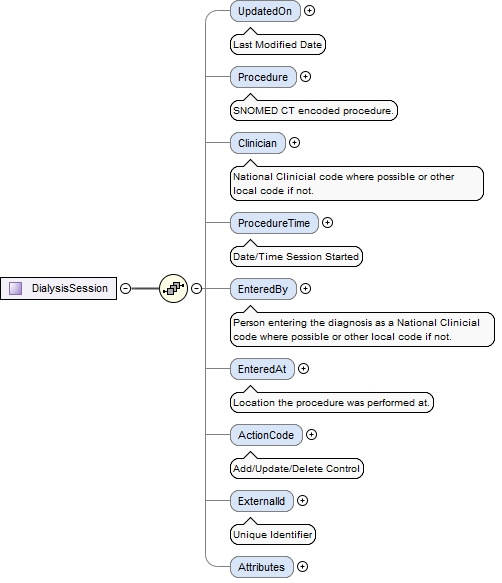 UpdatedOn
Last Modified Date
Procedure
SNOMED CT encoded procedure.
Clinician
National Clinicial code where possible or other
local code if not.
ProcedureTime
Date/Time Session Started
DialysisSession
EnteredBy
Person entering the diagnosis as a National Clinicial
code where possible or other local code if not.
EnteredAt
Location the procedure was performed at.
ActionCode
Add/Update/Delete Control
ExternalId
Unique Identifier
Attributes